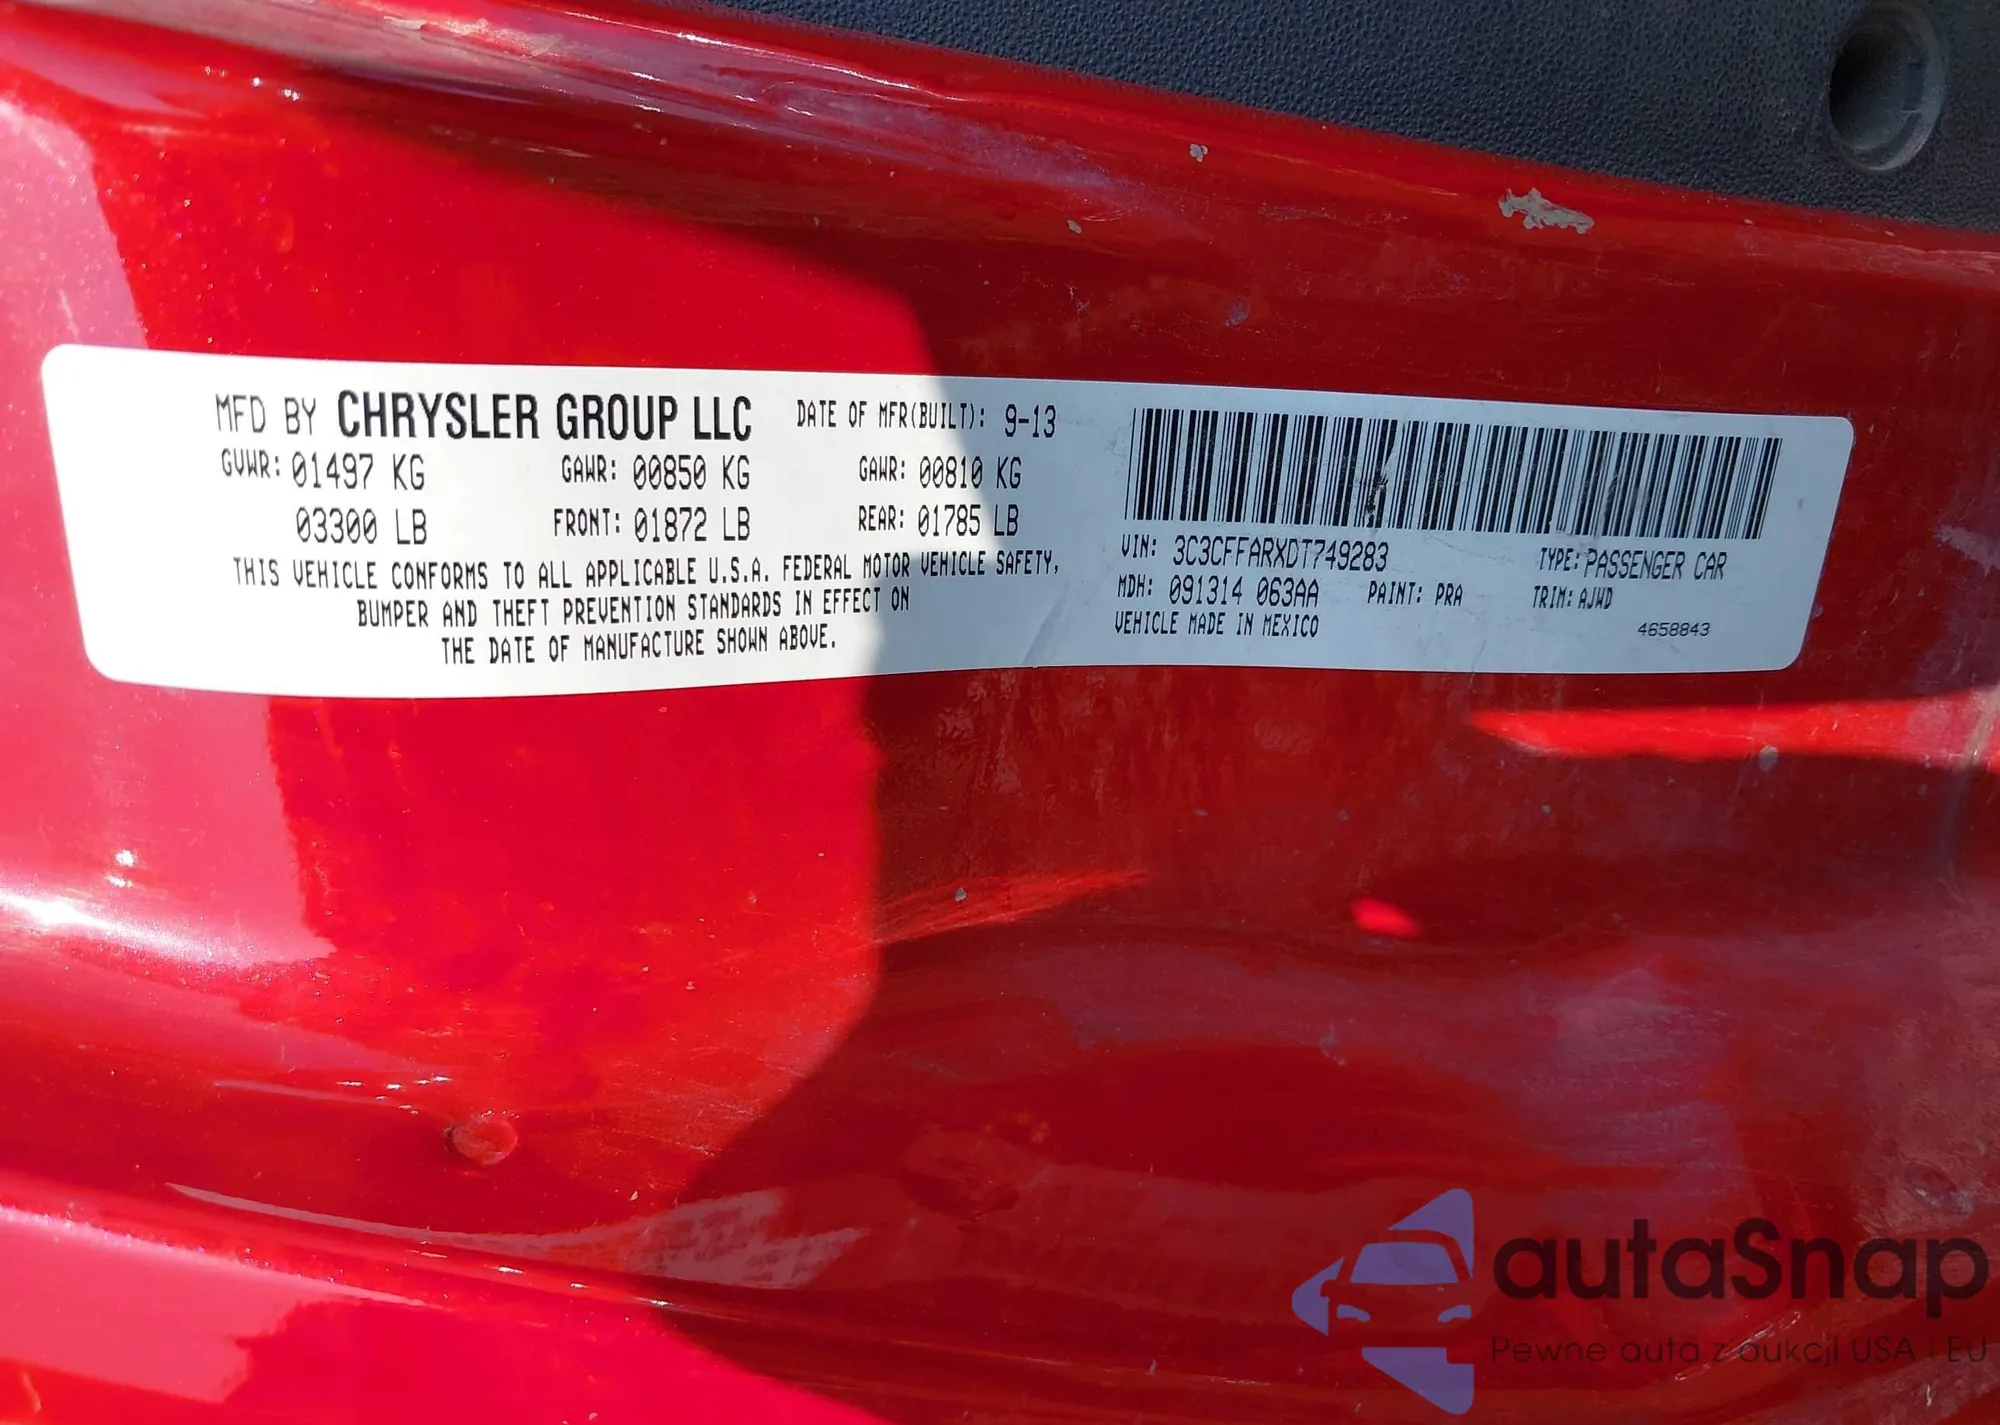 MFD BY CHRYSLER GROUP LLC DATE OF MFR(BUILT): 9-13
GVWR: 01497 KG GAWR: 00850 KG GAWR: 00810 KG
03300 LB FRONT: 01872 LB REAR: 01785 LB
THIS VEHICLE CONFORMS TO ALL APPLICABLE U.S.A. FEDERAL MOTOR VEHICLE SAFETY,
BUMPER AND THEFT PREVENTION STANDARDS IN EFFECT ON
THE DATE OF MANUFACTURE SHOWN ABOVE.
VIN: 3C3CFFARXDT749283 TYPE: PASSENGER CAR
MDH: 091314 063AA PAINT: PRA TRIM: AJWD
VEHICLE MADE IN MEXICO 4658843
autaSnap
Pewne auta z aukcji USA i EU